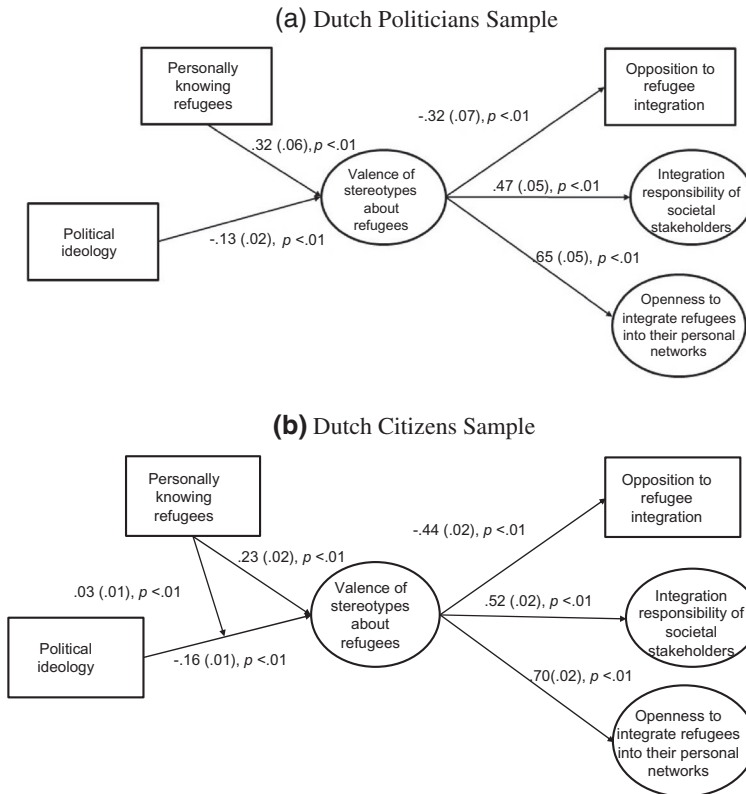 (a) Dutch Politicians Sample
Personally
knowing
refugees
Opposition to
refugee
integration
-.32 (.07), p <.01
.32 (.06), p <.01
Valence of
stereotypes
about
refugees
.47 (.05), p <.01
Integration
responsibility of
societal
stakeholders
Political
ideology
-.13 (.02), p <.01
.65 (.05), p <.01
Openness to
integrate refugees
into their personal
networks
(b) Dutch Citizens Sample
Personally
knowing
refugees
Opposition to
refugee
integration
-.44 (.02), p <.01
.23 (.02), p <.01
.03 (.01), p <.01
Valence of
stereotypes
about
refugees
.52 (.02), p <.01
Integration
responsibility of
societal
stakeholders
Political
ideology
-.16 (.01), p <.01
.70(.02), p <.01
Openness to
integrate refugees
into their personal
networks